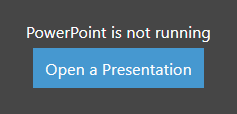 PowerPoint is not running
Open a Presentation